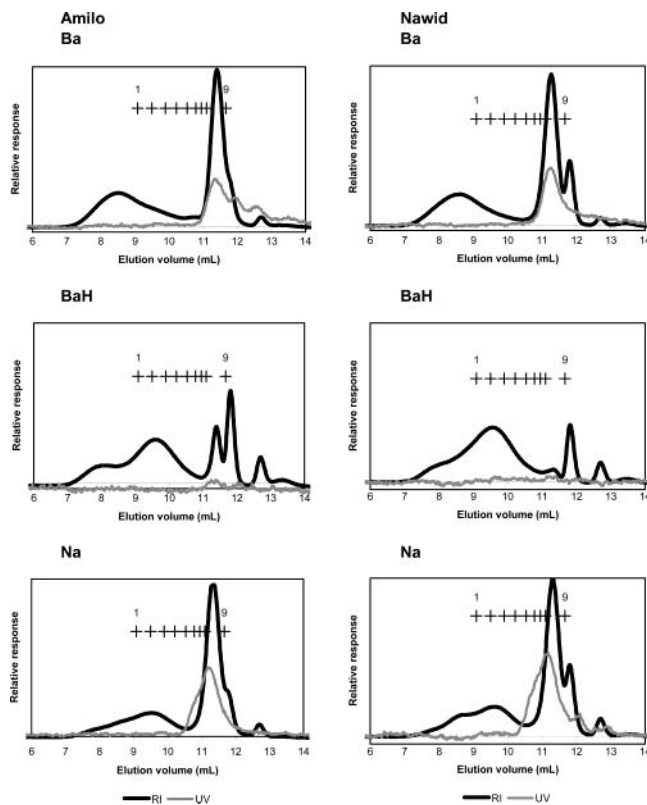 Amilo
Ba
Relative response
1 9
6 7 8 9 10 11 12 13 14
Elution volume (mL)
Nawid
Ba
Relative response
1 9
6 7 8 9 10 11 12 13 14
Elution volume (mL)
BaH
Relative response
1 9
6 7 8 9 10 11 12 13 14
Elution volume (mL)
BaH
Relative response
1 9
6 7 8 9 10 11 12 13 14
Elution volume (mL)
Na
Relative response
1 9
6 7 8 9 10 11 12 13 14
Elution volume (mL)
Na
Relative response
1 9
6 7 8 9 10 11 12 13 14
Elution volume (mL)
RI UV
RI UV